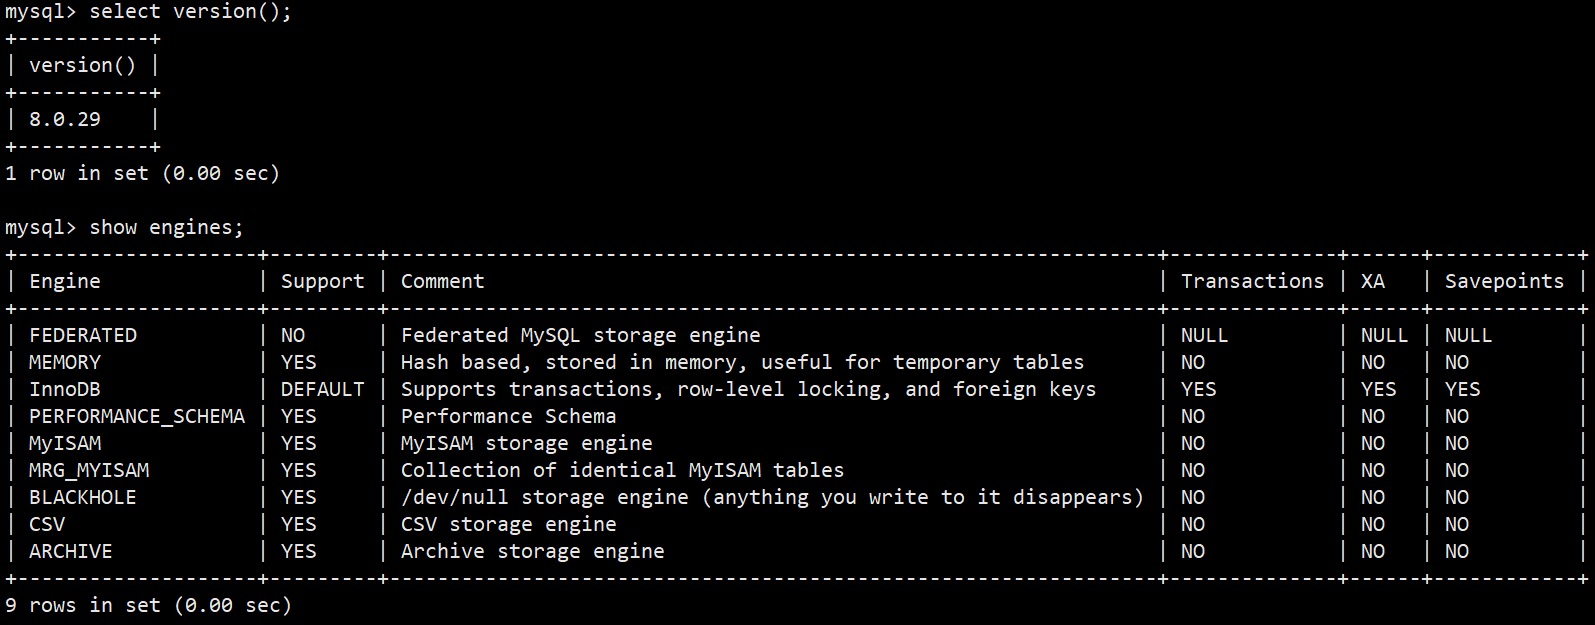 mysql> select version();
+-----------+
| version() |
+-----------+
| 8.0.29    |
+-----------+
1 row in set (0.00 sec)

mysql> show engines;
+--------------------+---------+----------------------------------------------------------------+--------------+------+------------+
| Engine             | Support | Comment                                                        | Transactions | XA   | Savepoints |
+--------------------+---------+----------------------------------------------------------------+--------------+------+------------+
| FEDERATED          | NO      | Federated MySQL storage engine                                 | NULL         | NULL | NULL       |
| MEMORY             | YES     | Hash based, stored in memory, useful for temporary tables      | NO           | NO   | NO         |
| InnoDB             | DEFAULT | Supports transactions, row-level locking, and foreign keys     | YES          | YES  | YES        |
| PERFORMANCE_SCHEMA | YES     | Performance Schema                                             | NO           | NO   | NO         |
| MyISAM             | YES     | MyISAM storage engine                                          | NO           | NO   | NO         |
| MRG_MYISAM         | YES     | Collection of identical MyISAM tables                          | NO           | NO   | NO         |
| BLACKHOLE          | YES     | /dev/null storage engine (anything you write to it disappears) | NO           | NO   | NO         |
| CSV                | YES     | CSV storage engine                                             | NO           | NO   | NO         |
| ARCHIVE            | YES     | Archive storage engine                                         | NO           | NO   | NO         |
+--------------------+---------+----------------------------------------------------------------+--------------+------+------------+
9 rows in set (0.00 sec)